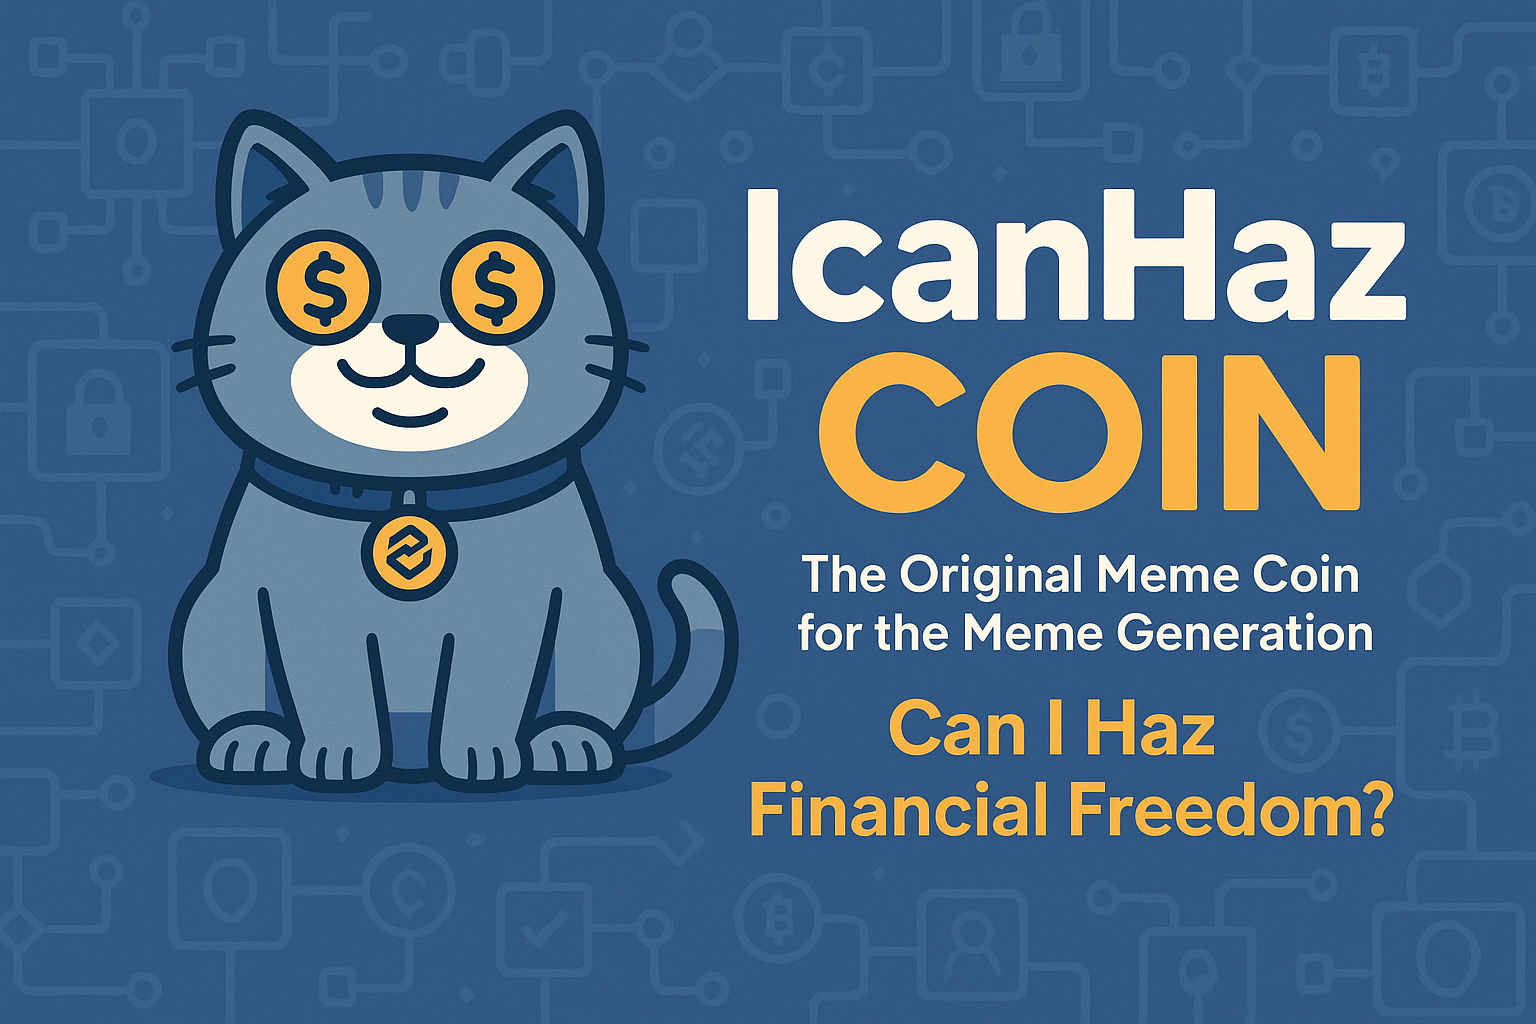 IcanHaz
COIN
The Original Meme Coin
for the Meme Generation
Can I Haz
Financial Freedom?
$ $